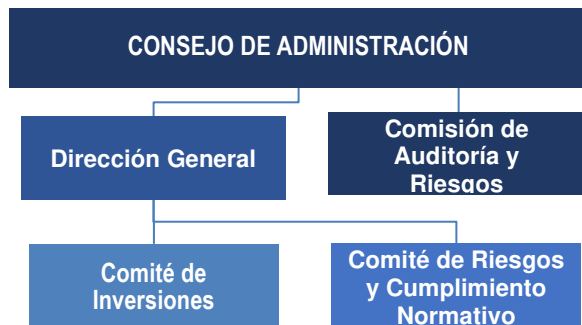 CONSEJO DE ADMINISTRACIÓN
Dirección General
Comisión de
Auditoría y
Riesgos
Comité de
Inversiones
Comité de Riesgos
y Cumplimiento
Normativo